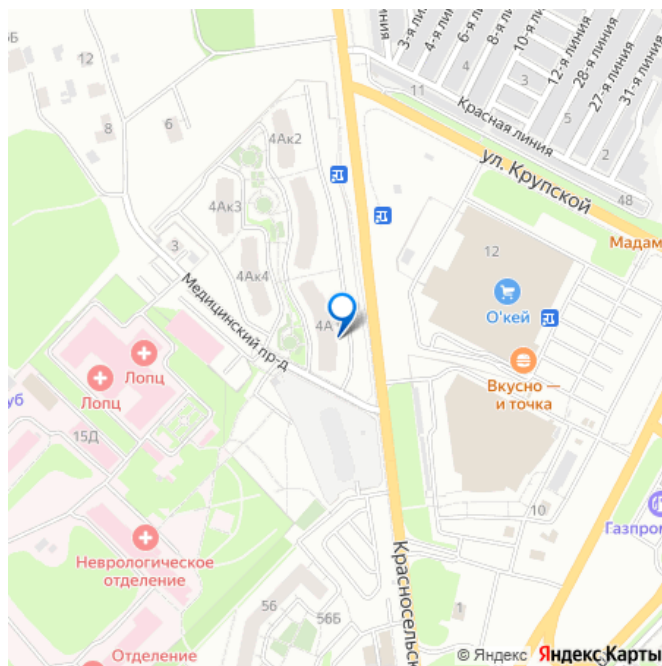 5Б
12
8
6
4Ак2
4Ак3
3
4Ак4
4А
Медицинский пр-д
ЛИНИЯ
3-я линия
4-я линия
6-я линия
8-я линия
10-я линия
12-я линия
28-я линия
27-я линия
31-я линия
4
11
5
2
48
Красная линия
ул. Крупской
Мадам
12
О'кей
Вкусно —
и точка
10
Газпром
Лопц
Лопц
уб
15Д
Неврологическое
отделение
Отделение
56
56Б
1
Красносельск
© Яндекс Яндекс Карты